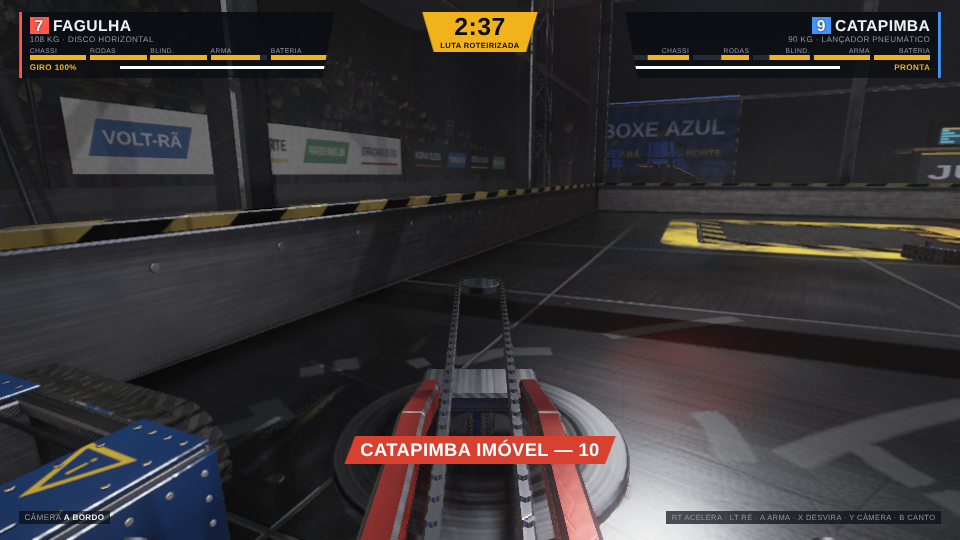 7 FAGULHA
108 KG · DISCO HORIZONTAL
CHASSI RODAS BLIND. ARMA BATERIA
GIRO 100%
2:37
LUTA ROTEIRIZADA
9 CATAPIMBA
90 KG · LANÇADOR PNEUMÁTICO
CHASSI RODAS BLIND. ARMA BATERIA
PRONTA
VOLT-RÃ
BOXE AZUL
NORTE
CATAPIMBA IMÓVEL — 10
CÂMERA A BORDO
RT ACELERA · LT RÉ · A ARMA · X DESVIRA · Y CÂMERA · B CANTO